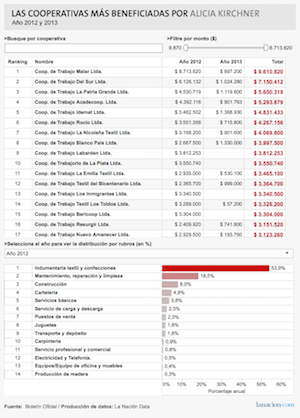 LAS COOPERATIVAS MÁS BENEFICIADAS POR ALICIA KIRCHNER
Año 2012 y 2013
>Busque por cooperativa >Filtre por monto ($)
9.870 8.713.620
Ranking Nombre Año 2012 Año 2013 Total
1 Coop. de Trabajo Malar Ltda. $ 8.713.620 $ 897.200 $ 9.610.820
2 Coop. de Trabajo Del Sur Ltda. $ 6.126.132 $ 1.024.280 $ 7.150.412
3 Coop. de Trabajo La Patria Grande Ltda. $ 4.530.719 $ 1.119.600 $ 5.650.319
4 Coop. de Trabajo Acadecoop. Ltda. $ 4.392.116 $ 901.763 $ 5.293.879
5 Coop. de Trabajo Idemat Ltda. $ 3.462.502 $ 1.368.930 $ 4.831.433
6 Coop. de Trabajo Rocío Ltda. $ 3.551.356 $ 715.800 $ 4.267.156
7 Coop. de Trabajo La Nicoleña Textil Ltda. $ 3.168.200 $ 901.600 $ 4.069.800
8 Coop. de Trabajo Blanco País Ltda. $ 2.667.500 $ 1.330.000 $ 3.997.500
9 Coop. de Trabajo Labarden Ltda. $ 3.812.253 $ 3.812.253
10 Coop. de Trabajorio de La Plata Ltda. $ 3.550.740 $ 3.550.740
11 Coop. de Trabajo La Emilia Textil Ltda. $ 2.935.000 $ 530.100 $ 3.465.100
12 Coop. de Trabajo Textil del Bicentenario Ltda. $ 2.365.750 $ 999.000 $ 3.364.750
13 Coop. de Trabajo Los Inmigrantes Ltda. $ 3.340.500 $ 3.340.500
14 Coop. de Trabajo Textil Los Toldos Ltda. $ 3.269.000 $ 57.200 $ 3.326.200
15 Coop. de Trabajo Bericoop Ltda. $ 3.304.000 $ 3.304.000
16 Coop. de Trabajo Resurgir Ltda. $ 2.409.920 $ 741.600 $ 3.151.520
17 Coop. de Trabajo Nuevo Amanecer Ltda. $ 2.929.500 $ 193.760 $ 3.123.260
>Seleccione el año para ver la distribución por rubros (en %)
Año 2012
1 Indumentaria textil y confecciones 53,9%
2 Mantenimiento, reparación y limpieza 18,5%
3 Construcción 8,0%
4 Cartelería 4,9%
5 Servicios básicos 3,8%
6 Servicio de carga y descarga 2,5%
7 Puestos de venta 2,0%
8 Juguetes 1,8%
9 Transporte y depósito 1,8%
10 Carpintería 0,9%
11 Servicio profesional y comercial 0,8%
12 Electricidad y Telefonía. 0,5%
13 Equipos/Equipo de oficina y muebles 0,4%
14 Producción de madera 0,3%
0% 10% 20% 30% 40% 50% 60%
Porcentaje anual
Fuente: Boletín Oficial / Producción de datos: La Nación Data lanacion.com